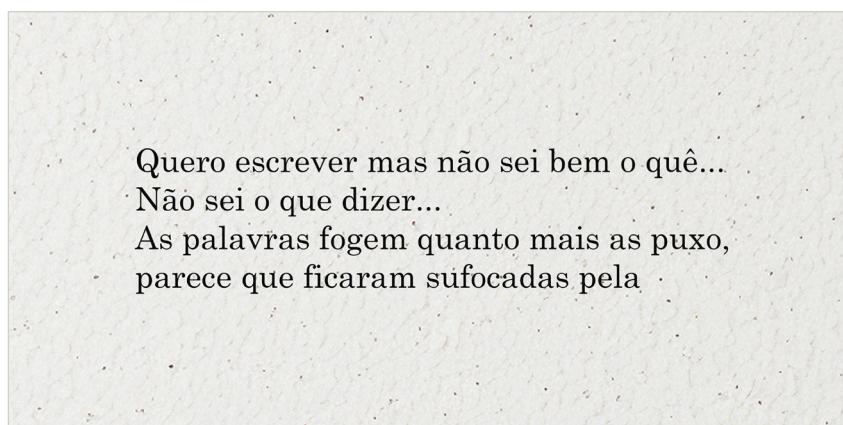 Quero escrever mas não sei bem o quê...
Não sei o que dizer...
As palavras fogem quanto mais as puxo,
parece que ficaram sufocadas pela